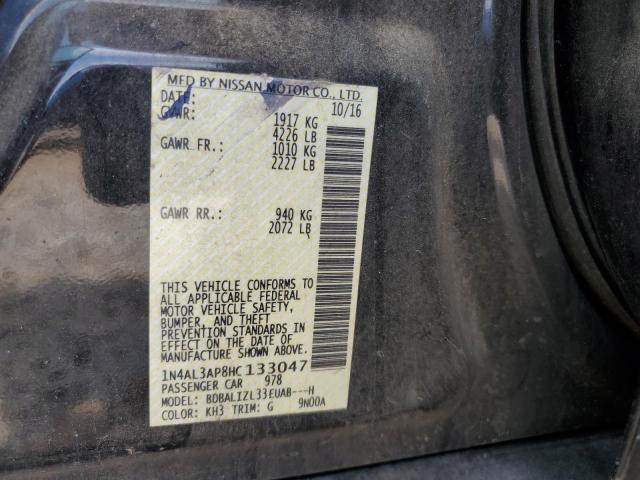 MFD BY NISSAN MOTOR CO., LTD.
DATE: 10/16
GVWR: 1917 KG
4226 LB
GAWR FR.: 1010 KG
2227 LB
GAWR RR.: 940 KG
2072 LB
THIS VEHICLE CONFORMS TO
ALL APPLICABLE FEDERAL
MOTOR VEHICLE SAFETY,
BUMPER, AND THEFT
PREVENTION STANDARDS IN
EFFECT ON THE DATE OF
MANUFACTURE SHOWN ABOVE.
1N4AL3AP8HC133047
PASSENGER CAR 978
MODEL: BDBALIZL33EUAB---H
COLOR: KH3 TRIM: G 9N00A